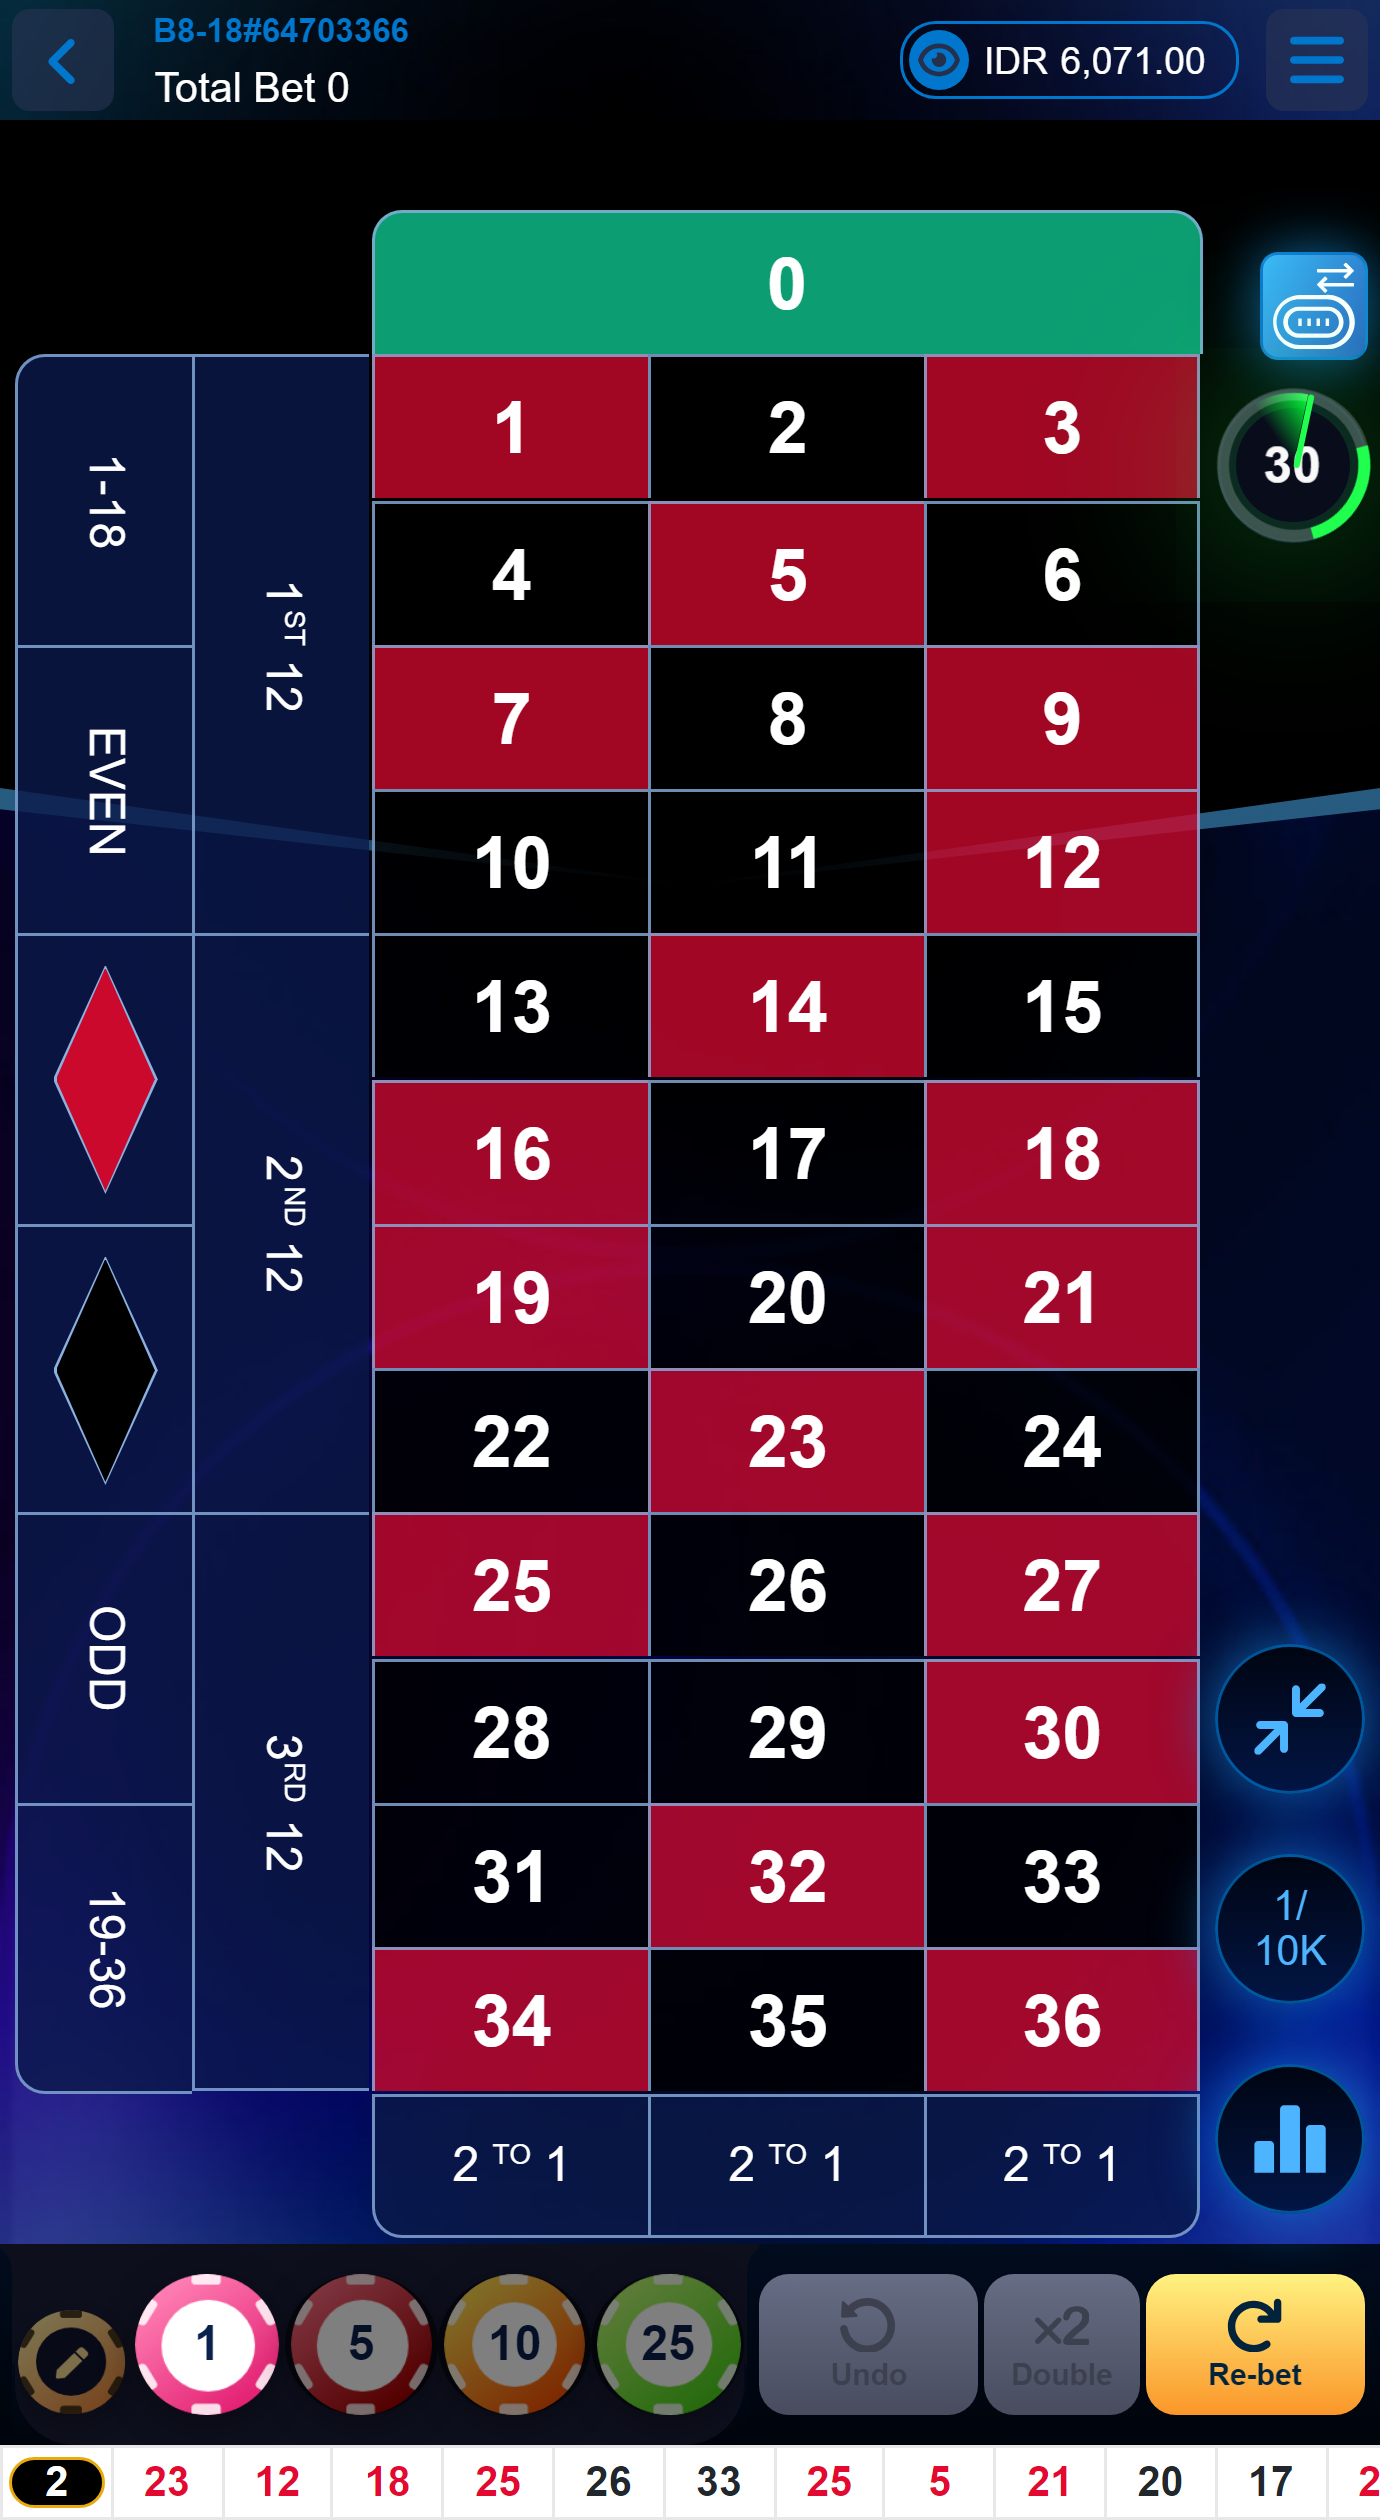 B8-18#64703366
Total Bet 0
IDR 6,071.00
0
30
1 2 3
4 5 6
7 8 9
10 11 12
13 14 15
16 17 18
19 20 21
22 23 24
25 26 27
28 29 30
31 32 33
34 35 36
1-18
EVEN
ODD
19-36
1ST 12
2ND 12
3RD 12
2 TO 1 2 TO 1 2 TO 1
1/
10K
1 5 10 25
Undo
x2
Double
Re-bet
2 23 12 18 25 26 33 25 5 21 20 17